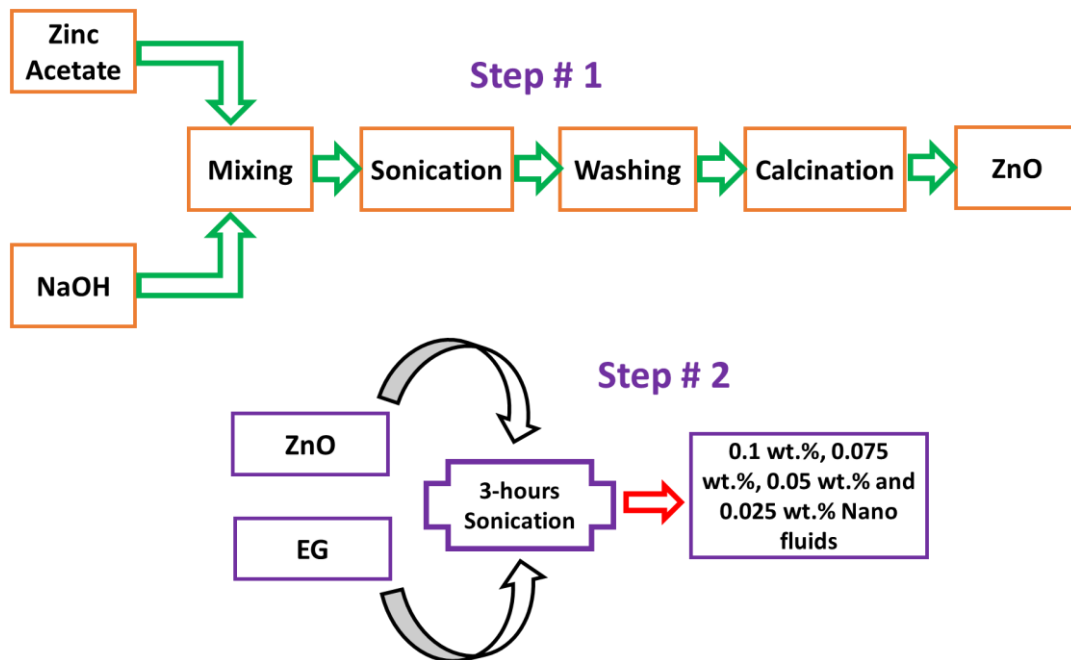 Zinc
Acetate
Step # 1
Mixing
Sonication
Washing
Calcination
ZnO
NaOH
Step # 2
ZnO
EG
3-hours
Sonication
0.1 wt.%, 0.075
wt.%, 0.05 wt.% and
0.025 wt.% Nano
fluids